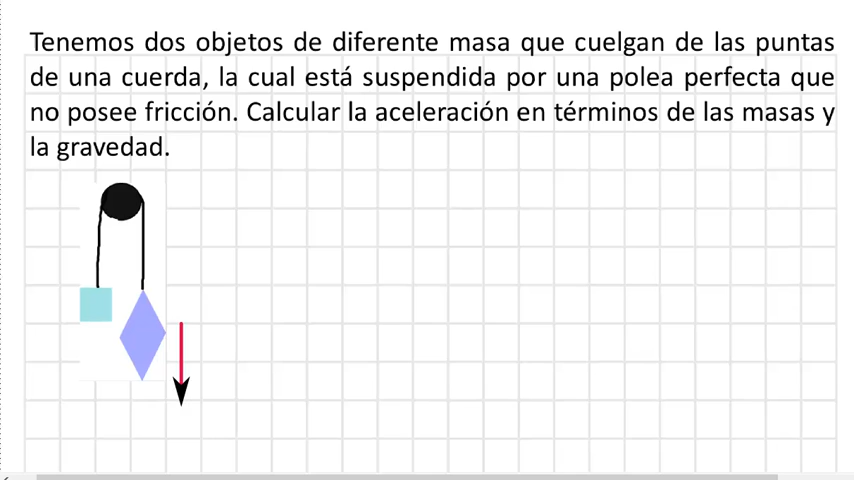 Tenemos dos objetos de diferente masa que cuelgan de las puntas
de una cuerda, la cual está suspendida por una polea perfecta que
no posee fricción. Calcular la aceleración en términos de las masas y
la gravedad.